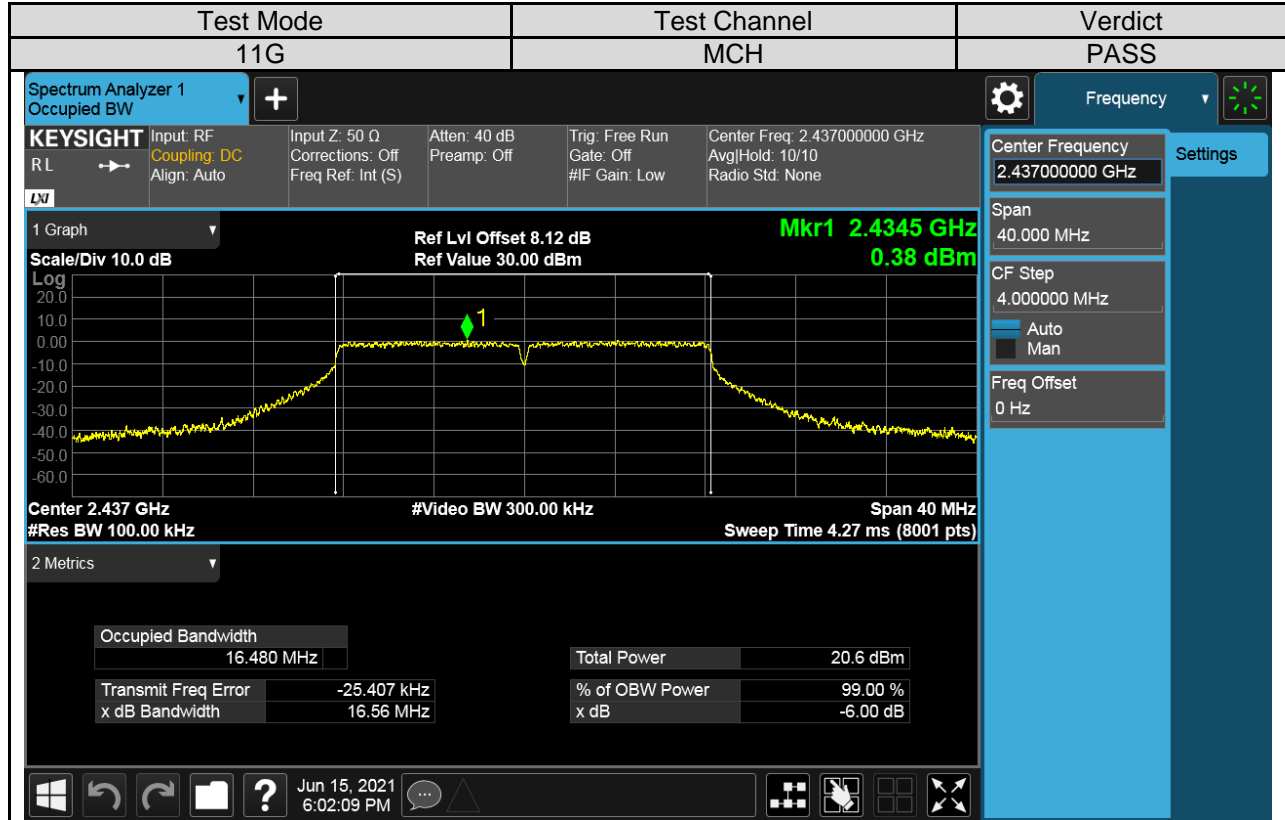 Test Mode Test Channel Verdict
11G MCH PASS
Spectrum Analyzer 1
Occupied BW
+
Frequency
KEYSIGHT Input: RF Input Z: 50 Ω Atten: 40 dB Trig: Free Run Center Freq: 2.437000000 GHz
R L Coupling: DC Corrections: Off Preamp: Off Gate: Off Avg|Hold: 10/10
Align: Auto Freq Ref: Int (S) #IF Gain: Low Radio Std: None
LXI
Center Frequency
2.437000000 GHz
Settings
Span
40.000 MHz
CF Step
4.000000 MHz
Auto
Man
Freq Offset
0 Hz
1 Graph
Ref Lvl Offset 8.12 dB
Mkr1 2.4345 GHz
Scale/Div 10.0 dB
Ref Value 30.00 dBm
0.38 dBm
Log
20.0
10.0
1
0.00
-10.0
-20.0
-30.0
-40.0
-50.0
-60.0
Center 2.437 GHz #Video BW 300.00 kHz Span 40 MHz
#Res BW 100.00 kHz Sweep Time 4.27 ms (8001 pts)
2 Metrics
Occupied Bandwidth
16.480 MHz
Total Power 20.6 dBm
Transmit Freq Error -25.407 kHz % of OBW Power 99.00 %
x dB Bandwidth 16.56 MHz x dB -6.00 dB
?
Jun 15, 2021
6:02:09 PM